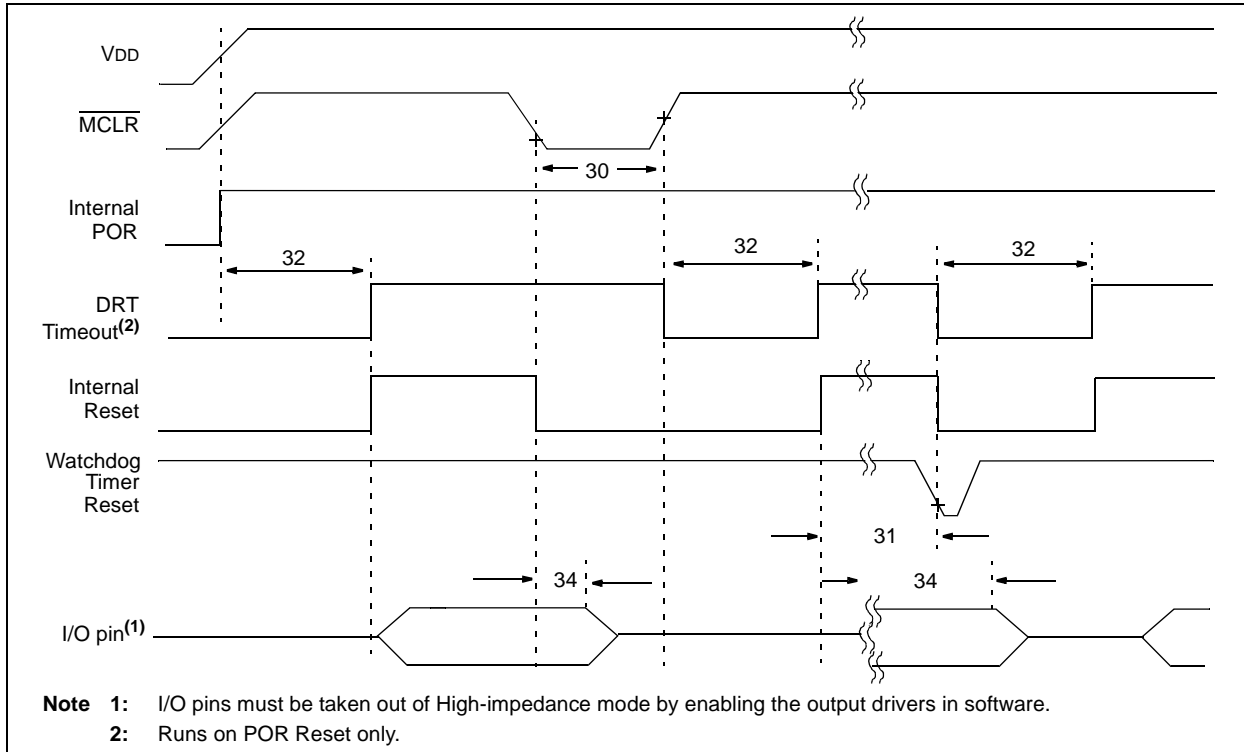 VDD
MCLR
30
Internal
POR
32
32
32
DRT
Timeout(2)
Internal
Reset
Watchdog
Timer
Reset
31
34
34
I/O pin(1)
Note 1: I/O pins must be taken out of High-impedance mode by enabling the output drivers in software.
2: Runs on POR Reset only.